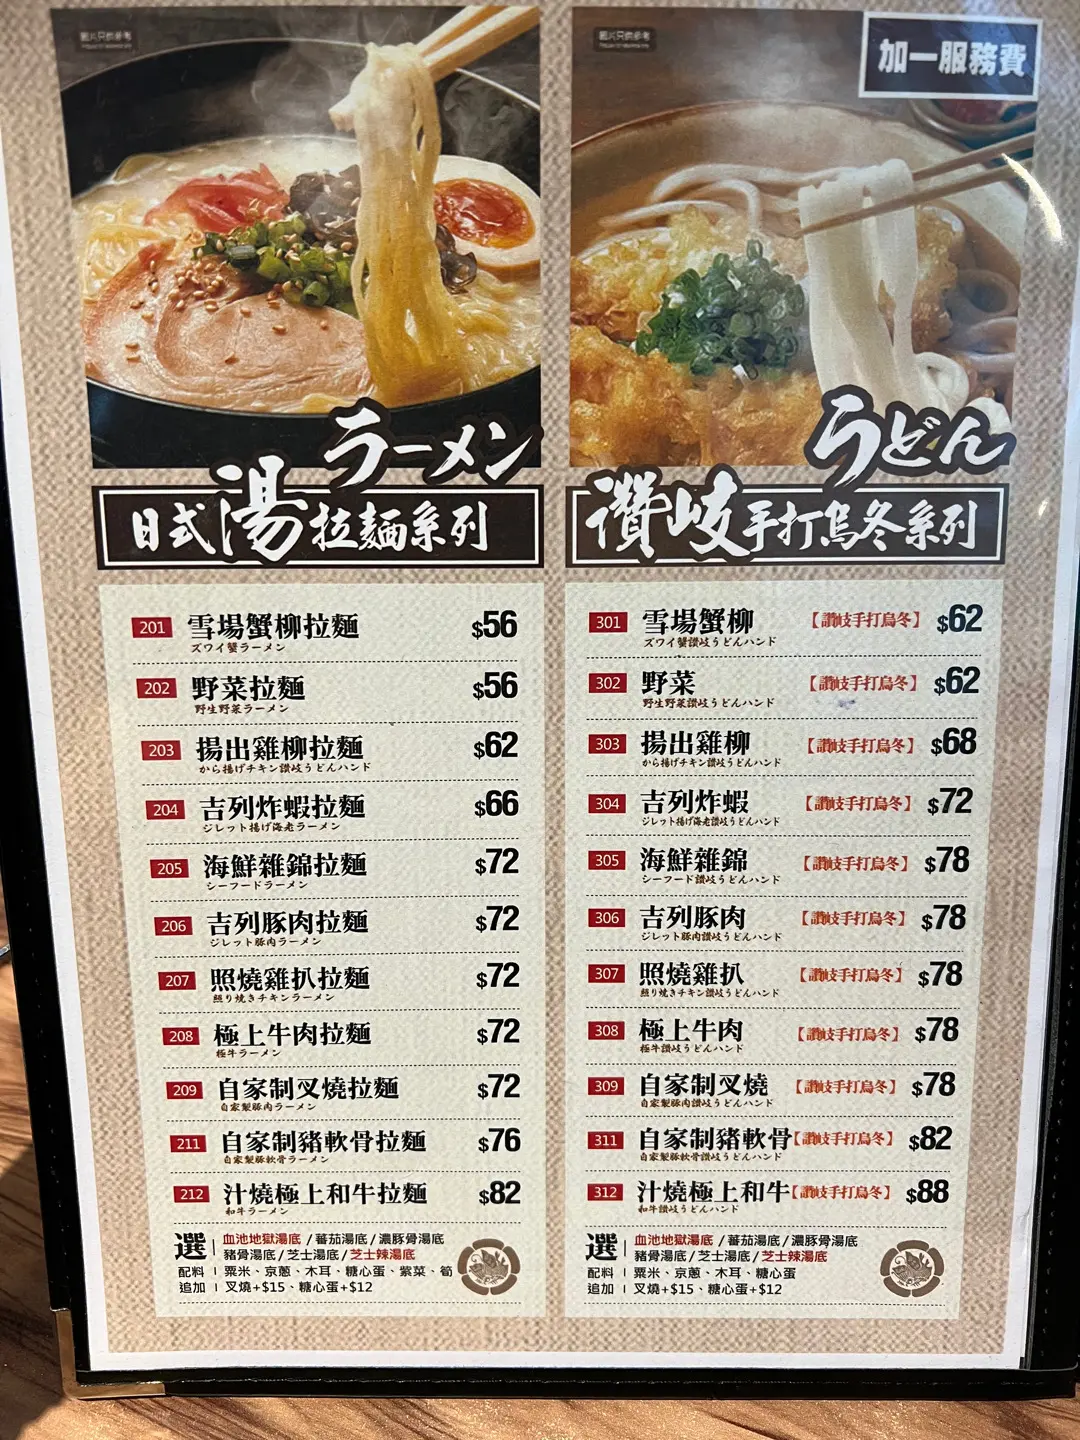 圖片只供參考
圖片只供參考
加一服務費
ラーメン
日式湯拉麵系列
うどん
讚岐手打烏冬系列
201 雪場蟹柳拉麵 $56
ズワイ蟹ラーメン
202 野菜拉麵 $56
野生野菜ラーメン
203 揚出雞柳拉麵 $62
から揚げチキン讃岐うどんハンド
204 吉列炸蝦拉麵 $66
ジレット揚げ海老ラーメン
205 海鮮雜錦拉麵 $72
シーフードラーメン
206 吉列豚肉拉麵 $72
ジレット豚肉ラーメン
207 照燒雞扒拉麵 $72
照り焼きチキンラーメン
208 極上牛肉拉麵 $72
極牛ラーメン
209 自家制叉燒拉麵 $72
自家製豚肉ラーメン
211 自家制豬軟骨拉麵 $76
自家製豚軟骨ラーメン
212 汁燒極上和牛拉麵 $82
和牛ラーメン
選 血池地獄湯底 / 蕃茄湯底 / 濃豚骨湯底
豬骨湯底 / 芝士湯底 / 芝士辣湯底
配料 | 粟米、京蔥、木耳、糖心蛋、紫菜、筍
追加 | 叉燒+$15、糖心蛋+$12
301 雪場蟹柳 【讚岐手打烏冬】 $62
ズワイ蟹讃岐うどんハンド
302 野菜 【讚岐手打烏冬】 $62
野生野菜讃岐うどんハンド
303 揚出雞柳 【讚岐手打烏冬】 $68
から揚げチキン讃岐うどんハンド
304 吉列炸蝦 【讚岐手打烏冬】 $72
ジレット揚げ海老讃岐うどんハンド
305 海鮮雜錦 【讚岐手打烏冬】 $78
シーフード讃岐うどんハンド
306 吉列豚肉 【讚岐手打烏冬】 $78
ジレット豚肉讃岐うどんハンド
307 照燒雞扒 【讚岐手打烏冬】 $78
照り焼きチキン讃岐うどんハンド
308 極上牛肉 【讚岐手打烏冬】 $78
極牛讃岐うどんハンド
309 自家制叉燒 【讚岐手打烏冬】 $78
自家製豚肉讃岐うどんハンド
311 自家制豬軟骨【讚岐手打烏冬】 $82
自家製豚軟骨讃岐うどんハンド
312 汁燒極上和牛【讚岐手打烏冬】 $88
和牛讃岐うどんハンド
選 血池地獄湯底 / 蕃茄湯底 / 濃豚骨湯底
豬骨湯底 / 芝士湯底 / 芝士辣湯底
配料 | 粟米、京蔥、木耳、糖心蛋
追加 | 叉燒+$15、糖心蛋+$12